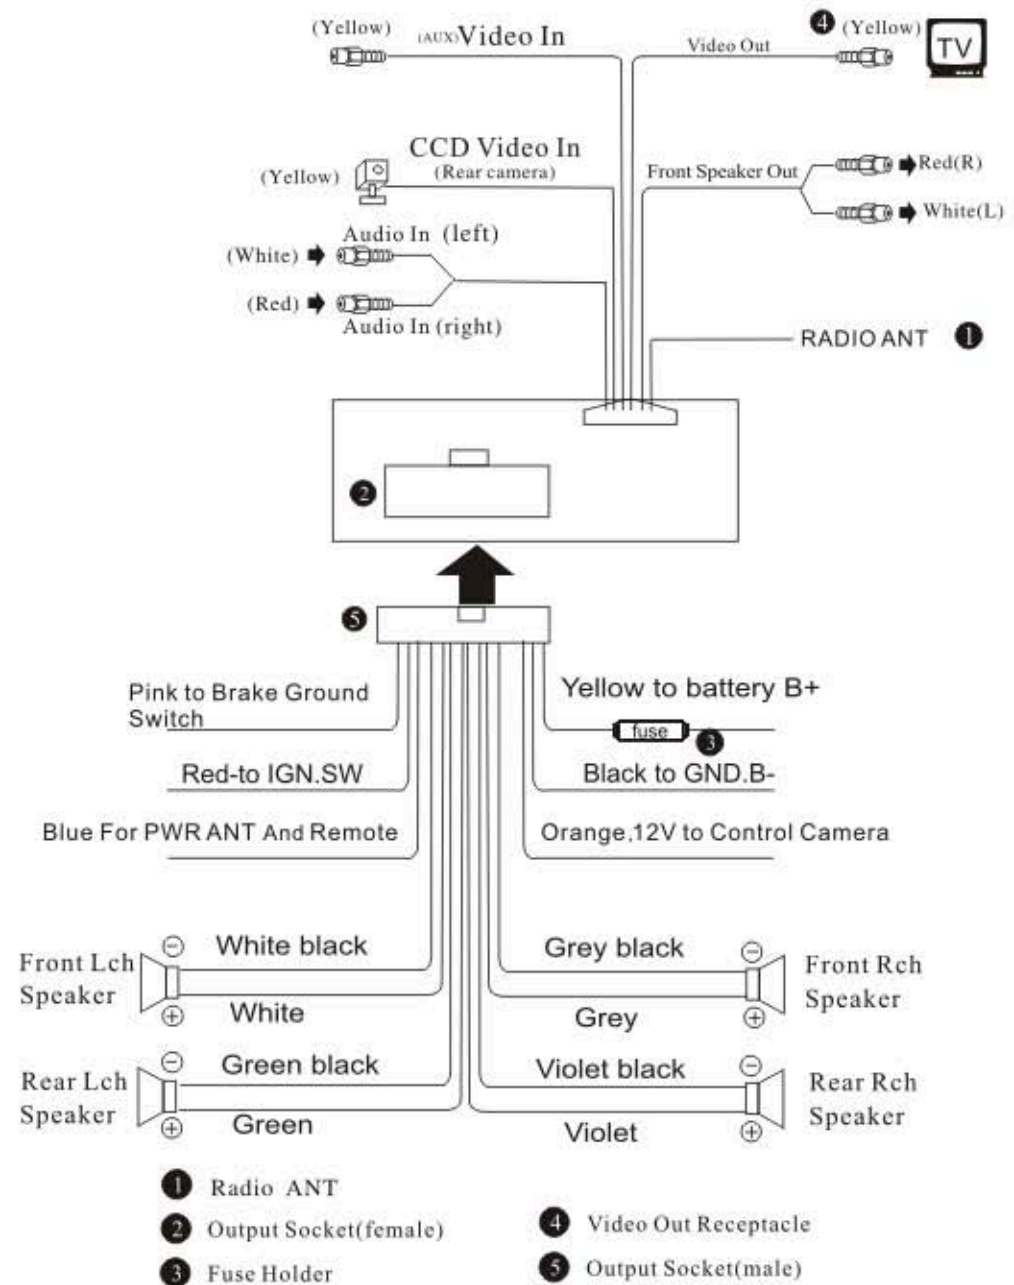 (Yellow)
(AUX)Video In
Video Out
4 (Yellow)
TV
CCD Video In
(Rear camera)
(Yellow)
Front Speaker Out
Red(R)
White(L)
Audio In (left)
(White)
(Red)
Audio In (right)
RADIO ANT 1
2
5
Pink to Brake Ground
Switch
Yellow to battery B+
fuse
3
Red-to IGN.SW
Black to GND.B-
Blue For PWR ANT And Remote
Orange,12V to Control Camera
Front Lch
Speaker
−
White black
+
White
Grey black
−
Grey
+
Front Rch
Speaker
Rear Lch
Speaker
−
Green black
+
Green
Violet black
−
Violet
+
Rear Rch
Speaker
1 Radio ANT
2 Output Socket(female)
3 Fuse Holder
4 Video Out Receptacle
5 Output Socket(male)